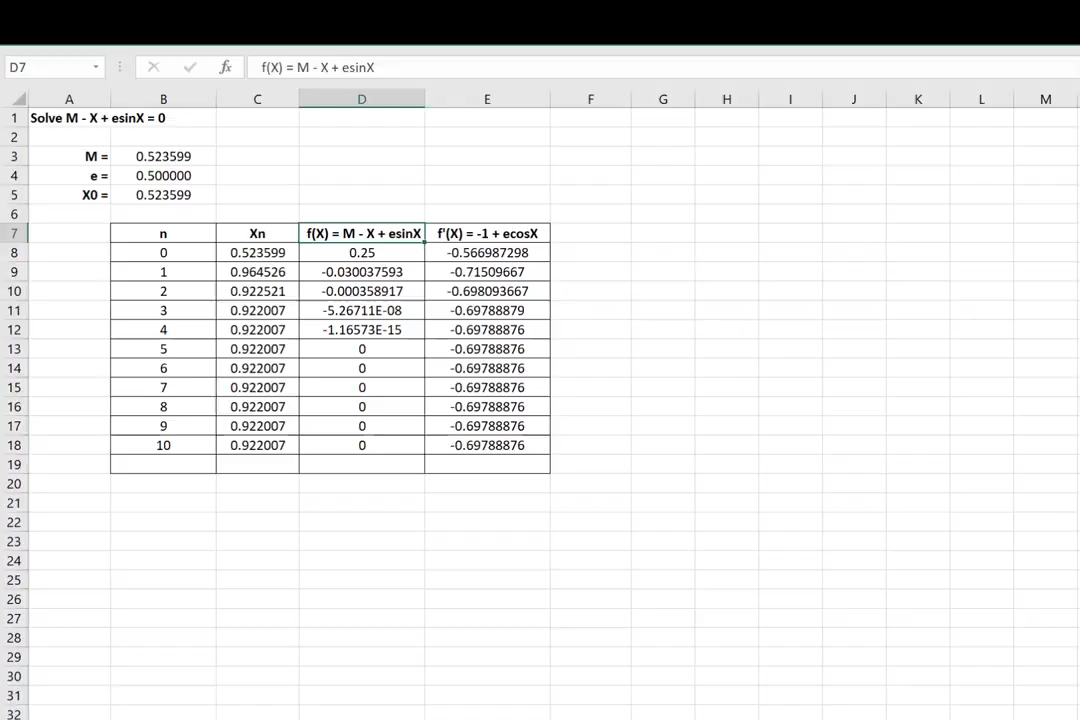 D7 fx f(X) = M - X + esinX
A B C D E F G H I J K L M
1 Solve M - X + esinX = 0
2
3 M = 0.523599
4 e = 0.500000
5 X0 = 0.523599
6
7 n Xn f(X) = M - X + esinX f'(X) = -1 + ecosX
8 0 0.523599 0.25 -0.566987298
9 1 0.964526 -0.030037593 -0.71509667
10 2 0.922521 -0.000358917 -0.698093667
11 3 0.922007 -5.26711E-08 -0.69788879
12 4 0.922007 -1.16573E-15 -0.69788876
13 5 0.922007 0 -0.69788876
14 6 0.922007 0 -0.69788876
15 7 0.922007 0 -0.69788876
16 8 0.922007 0 -0.69788876
17 9 0.922007 0 -0.69788876
18 10 0.922007 0 -0.69788876
19
20
21
22
23
24
25
26
27
28
29
30
31
32